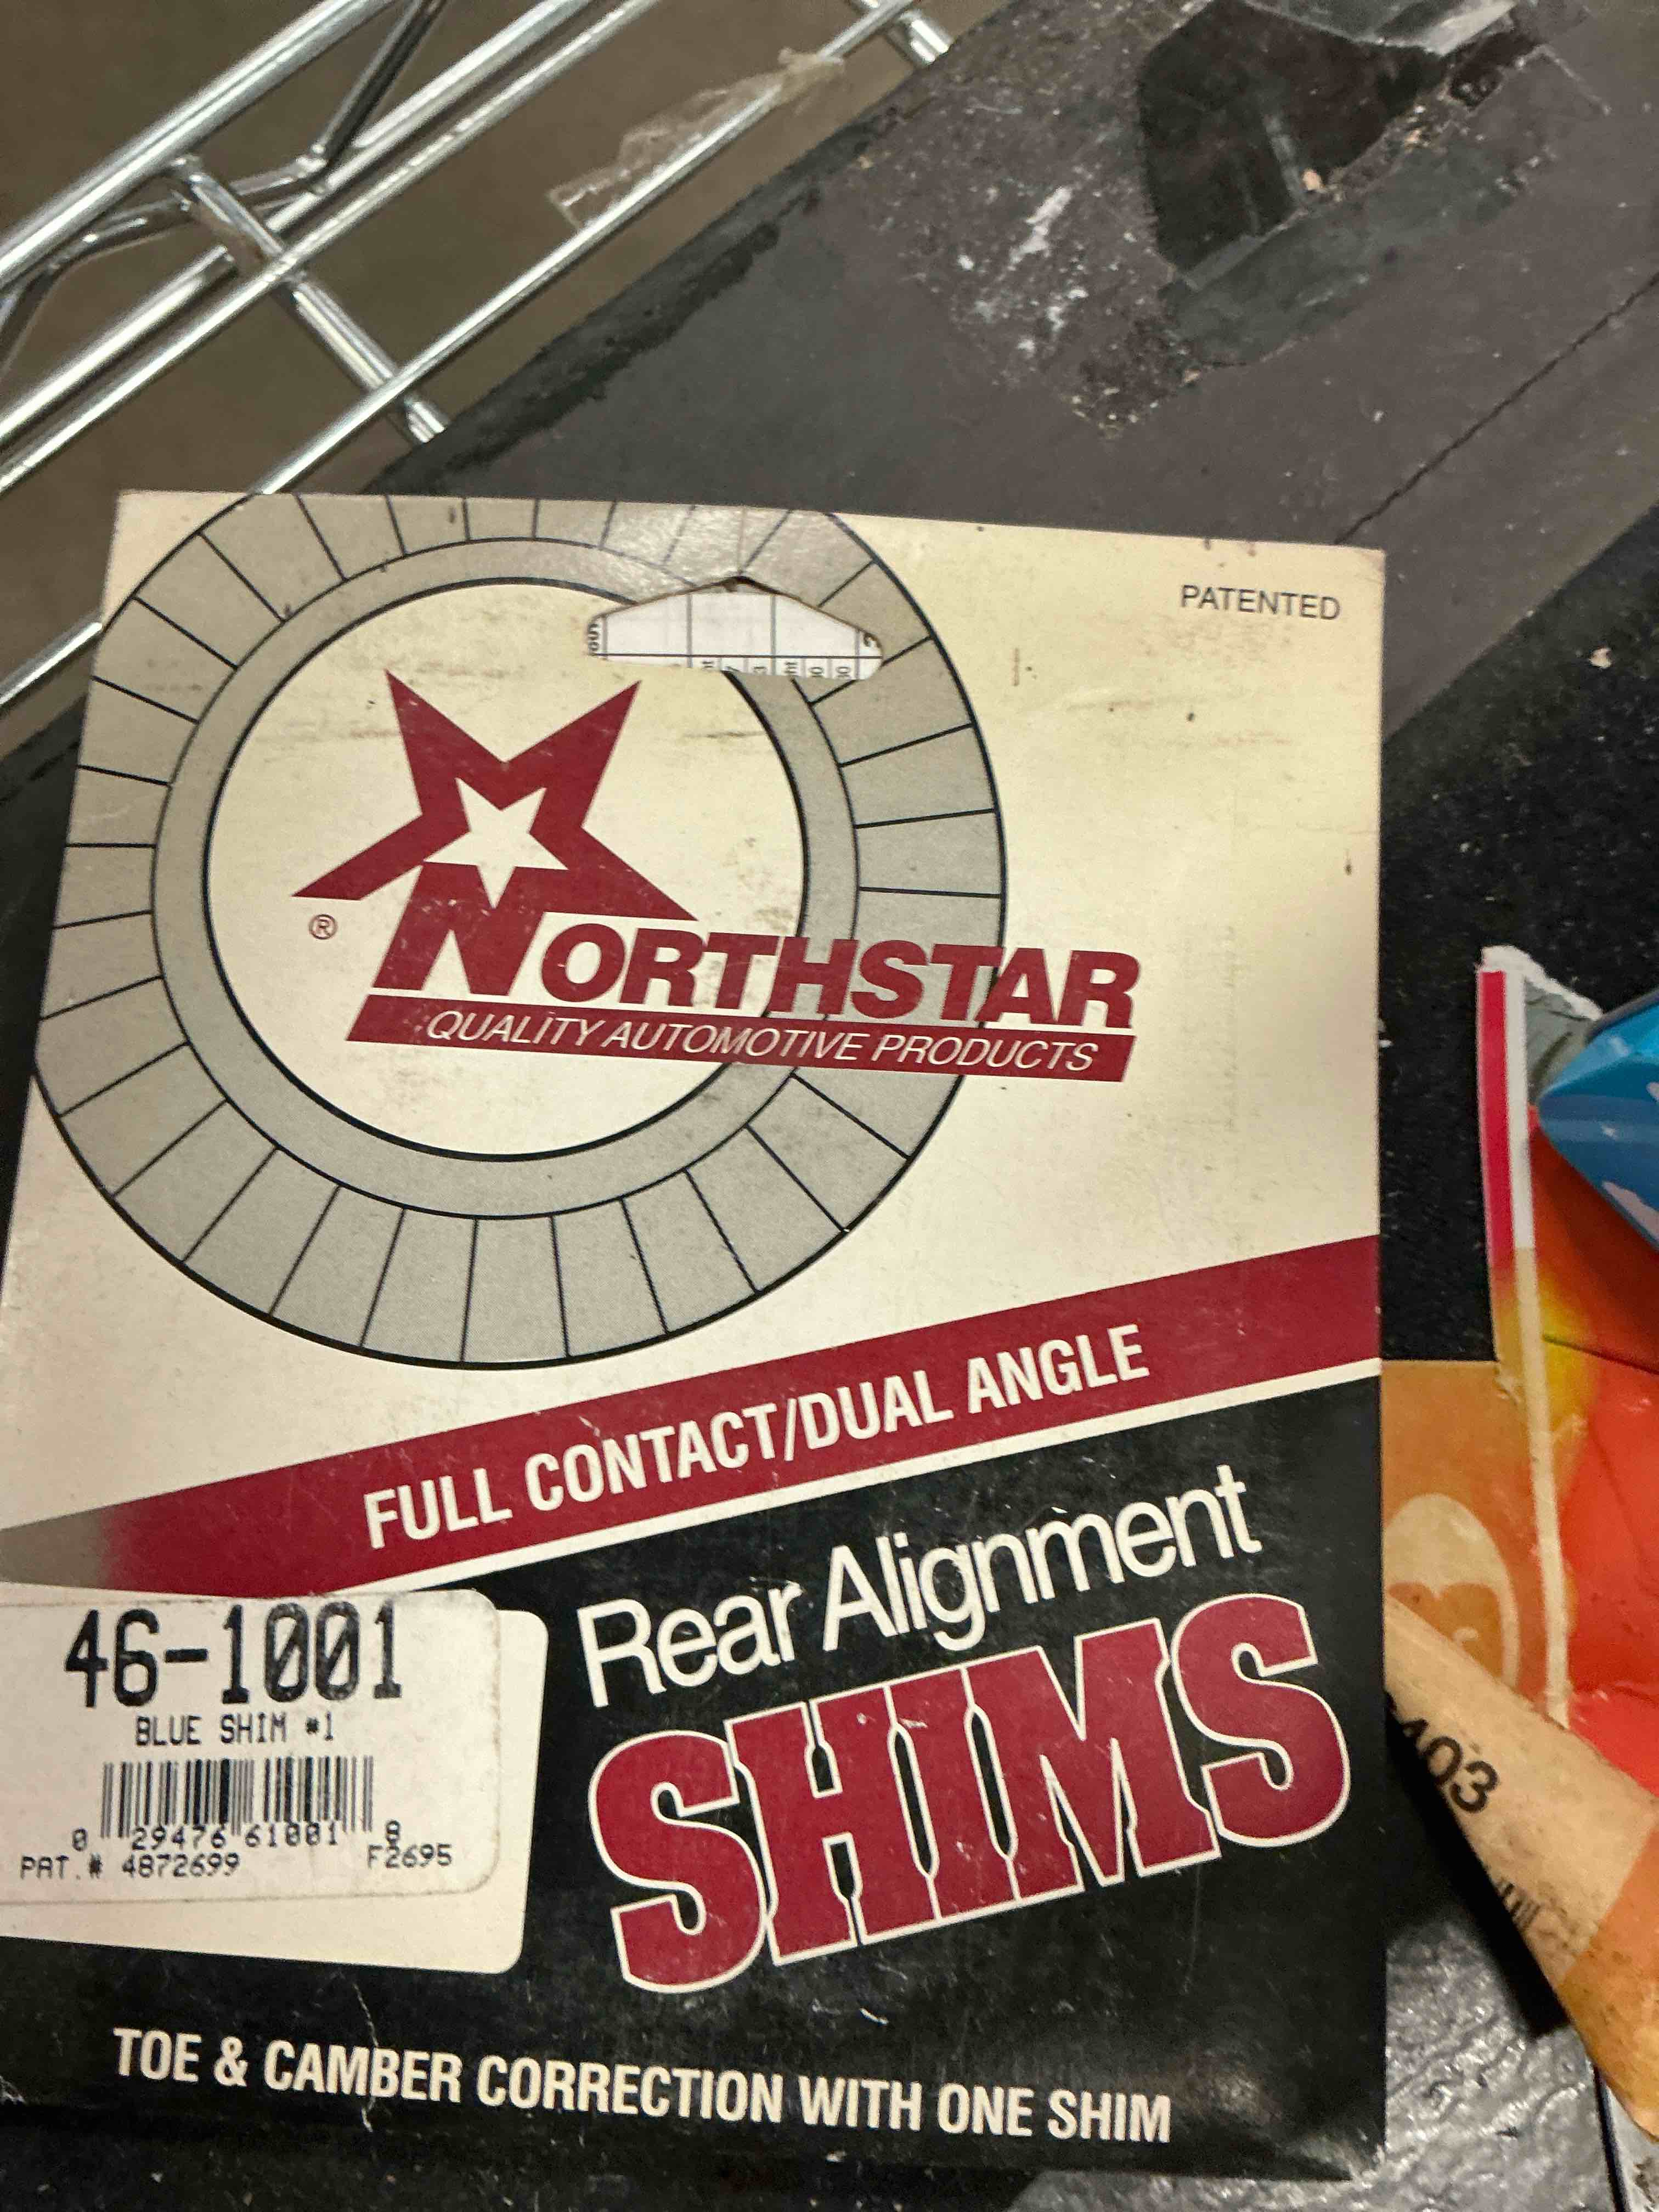 PATENTED
®
NORTHSTAR
QUALITY AUTOMOTIVE PRODUCTS
FULL CONTACT/DUAL ANGLE
Rear Alignment
SHIMS
46-1001
BLUE SHIM #1
0 29476 61001 8
PAT.# 4872699 F2695
TOE & CAMBER CORRECTION WITH ONE SHIM
403